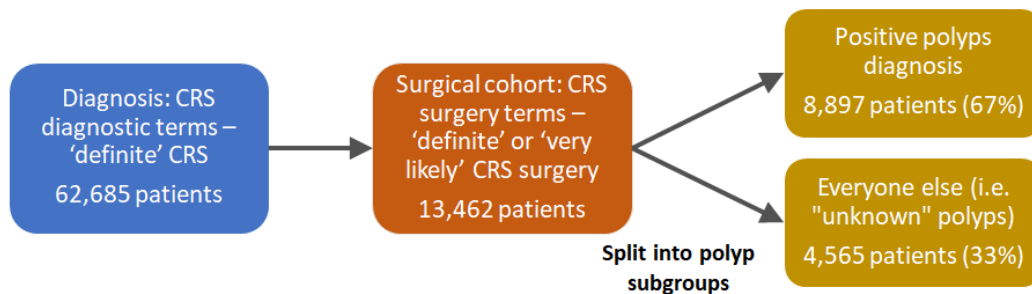 Diagnosis: CRS
diagnostic terms –
‘definite’ CRS
62,685 patients
Surgical cohort: CRS
surgery terms –
‘definite’ or ‘very
likely’ CRS surgery
13,462 patients
Split into polyp
subgroups
Positive polyps
diagnosis
8,897 patients (67%)
Everyone else (i.e.
"unknown" polyps)
4,565 patients (33%)